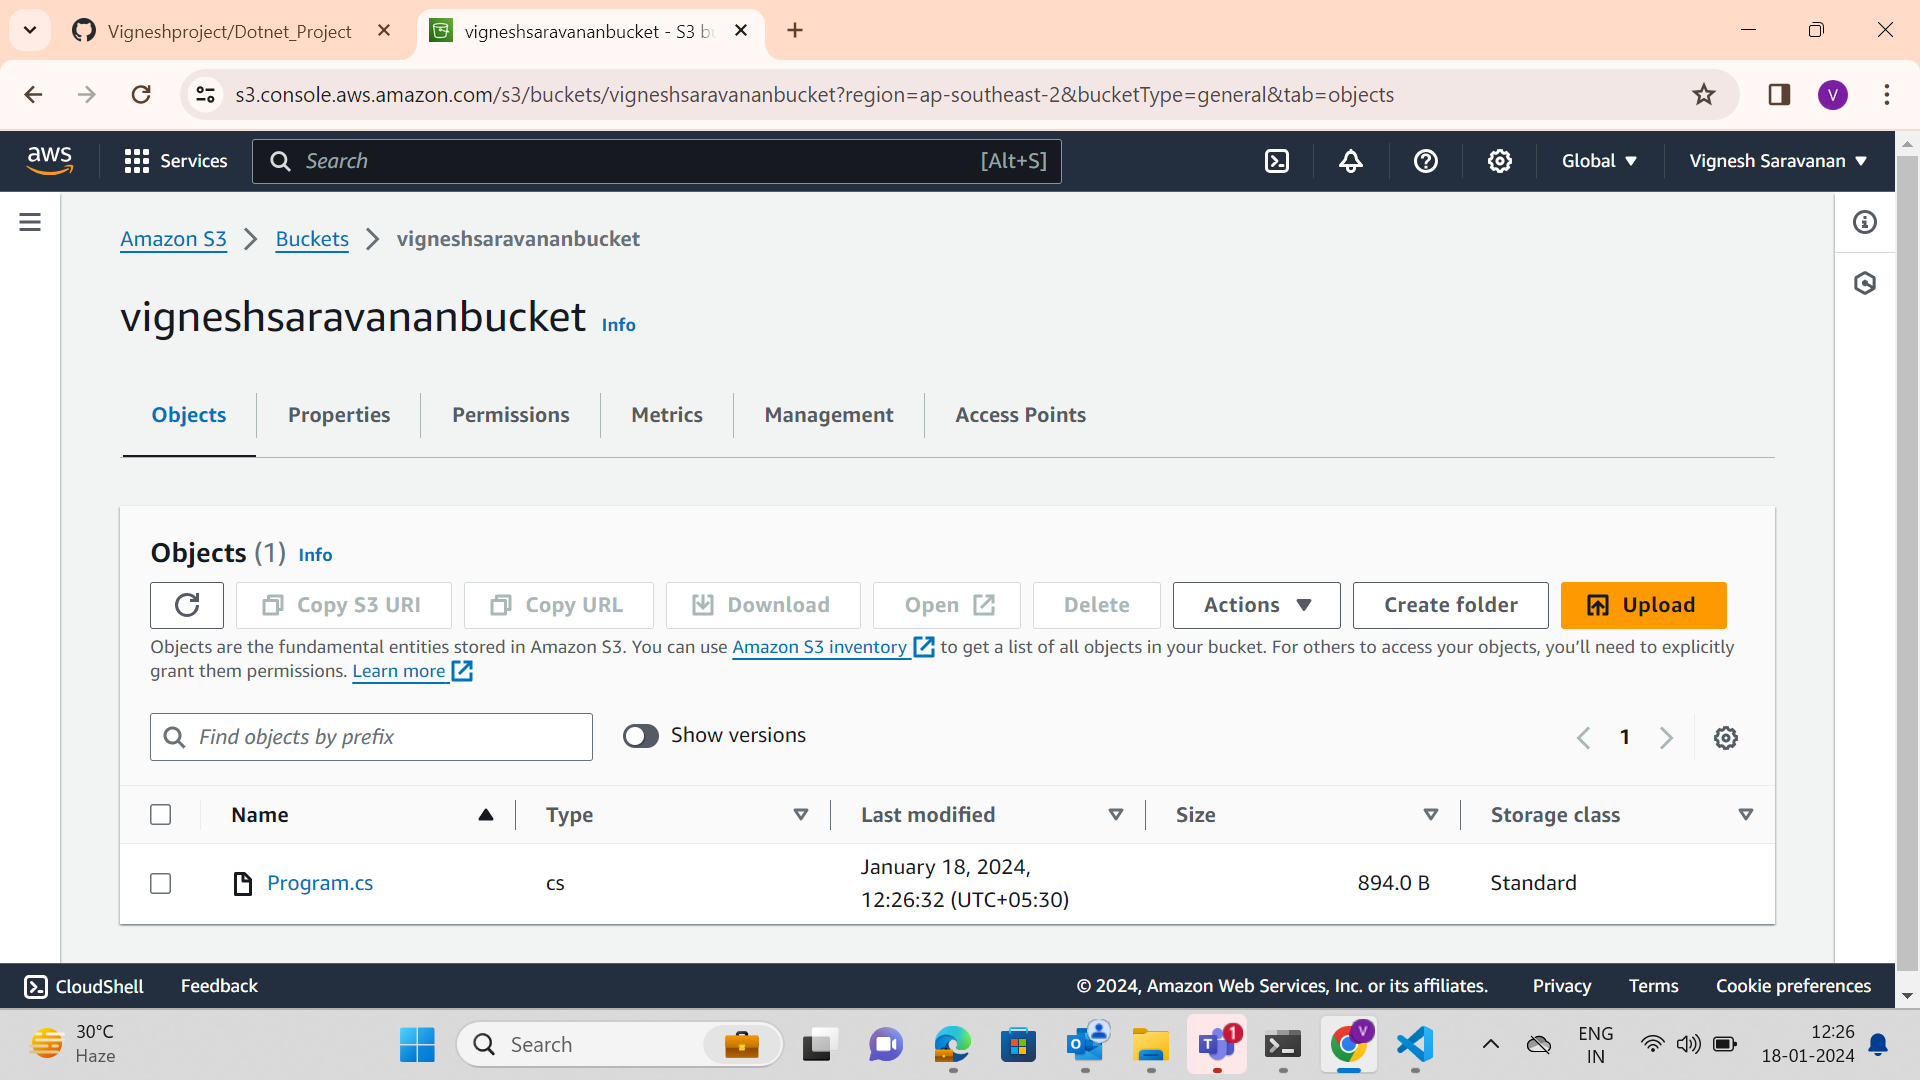 Vigneshproject/Dotnet_Project
vigneshsaravananbucket - S3 bu
s3.console.aws.amazon.com/s3/buckets/vigneshsaravananbucket?region=ap-southeast-2&bucketType=general&tab=objects
V
aws Services Search [Alt+S] Global Vignesh Saravanan
Amazon S3 Buckets vigneshsaravananbucket
vigneshsaravananbucket Info
Objects Properties Permissions Metrics Management Access Points
Objects (1) Info
Copy S3 URI Copy URL Download Open Delete Actions Create folder Upload
Objects are the fundamental entities stored in Amazon S3. You can use Amazon S3 inventory to get a list of all objects in your bucket. For others to access your objects, you’ll need to explicitly
grant them permissions. Learn more
Find objects by prefix Show versions 1
Name Type Last modified Size Storage class
Program.cs cs January 18, 2024, 894.0 B Standard
12:26:32 (UTC+05:30)
CloudShell Feedback © 2024, Amazon Web Services, Inc. or its affiliates. Privacy Terms Cookie preferences
30°C
Haze
Search
1
V
ENG
IN
12:26
18-01-2024